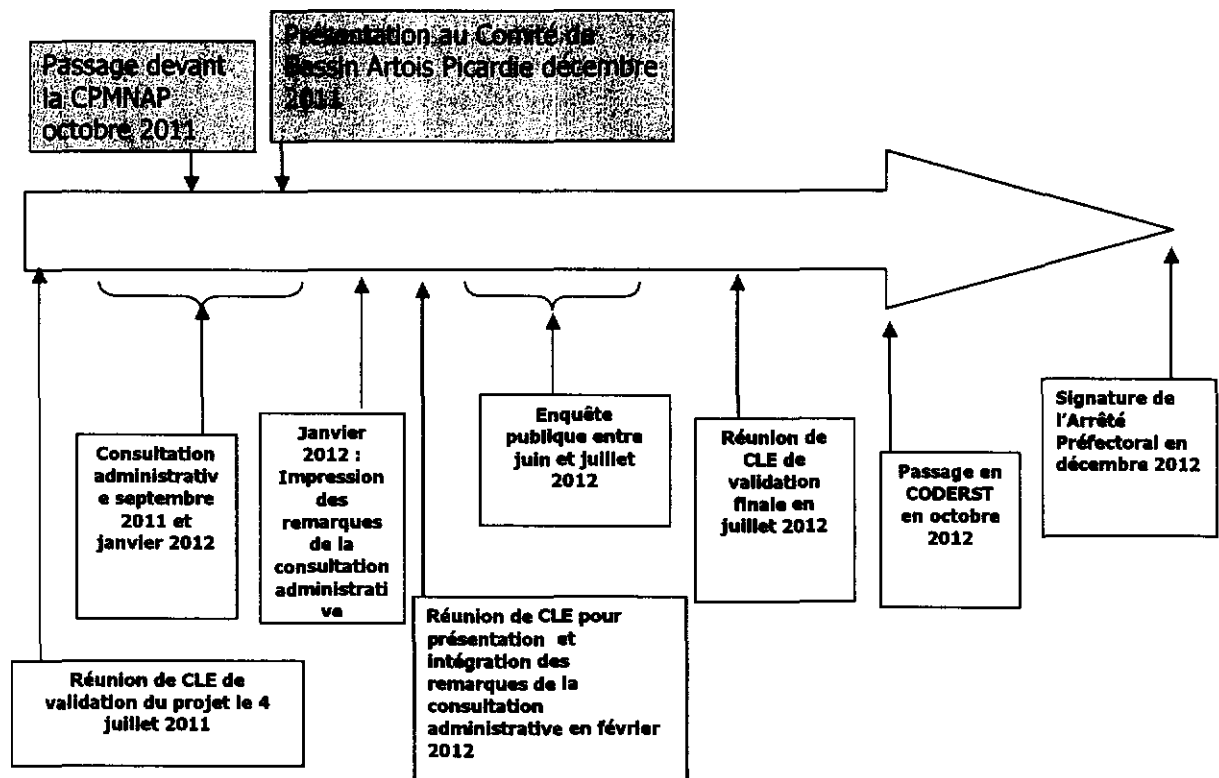 Passage devant
la CPMNAP
octobre 2011
Présentation au Comité de
Bassin Artois Picardie décembre
2011
Consultation
administrativ
e septembre
2011 et
janvier 2012
Janvier
2012 :
Impression
des
remarques
de la
consultation
administrati
ve
Enquête
publique entre
juin et juillet
2012
Réunion de
CLE de
validation
finale en
juillet 2012
Passage en
CODERST
en octobre
2012
Signature de
l'Arrêté
Préfectoral en
décembre 2012
Réunion de CLE de
validation du projet le 4
juillet 2011
Réunion de CLE pour
présentation et
intégration des
remarques de la
consultation
administrative en février
2012